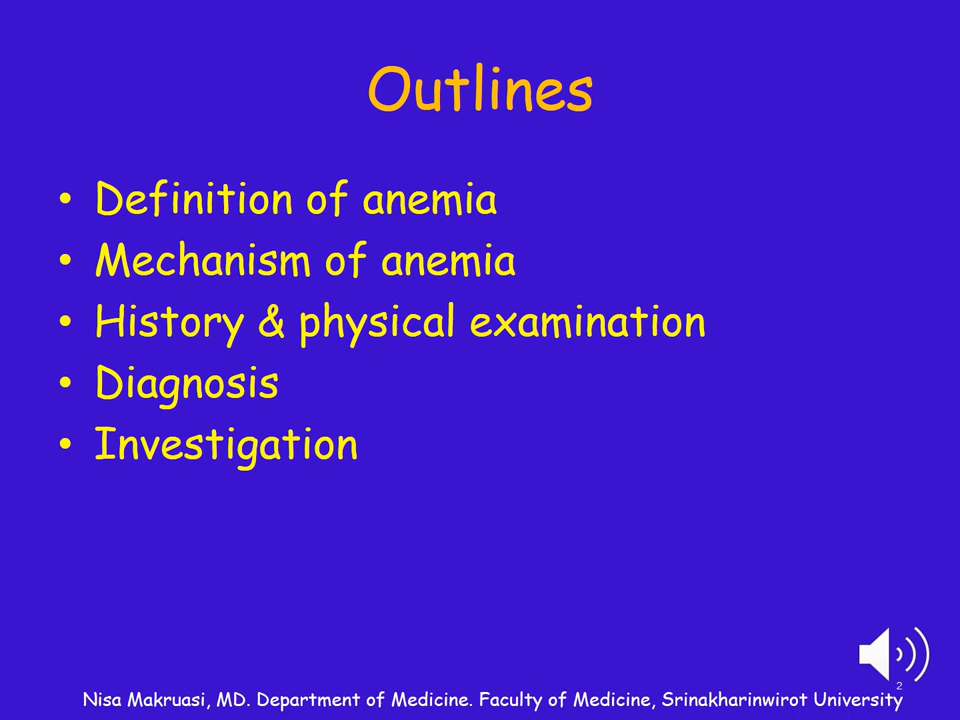 Outlines
• Definition of anemia
• Mechanism of anemia
• History & physical examination
• Diagnosis
• Investigation
2
Nisa Makruasi, MD. Department of Medicine. Faculty of Medicine, Srinakharinwirot University